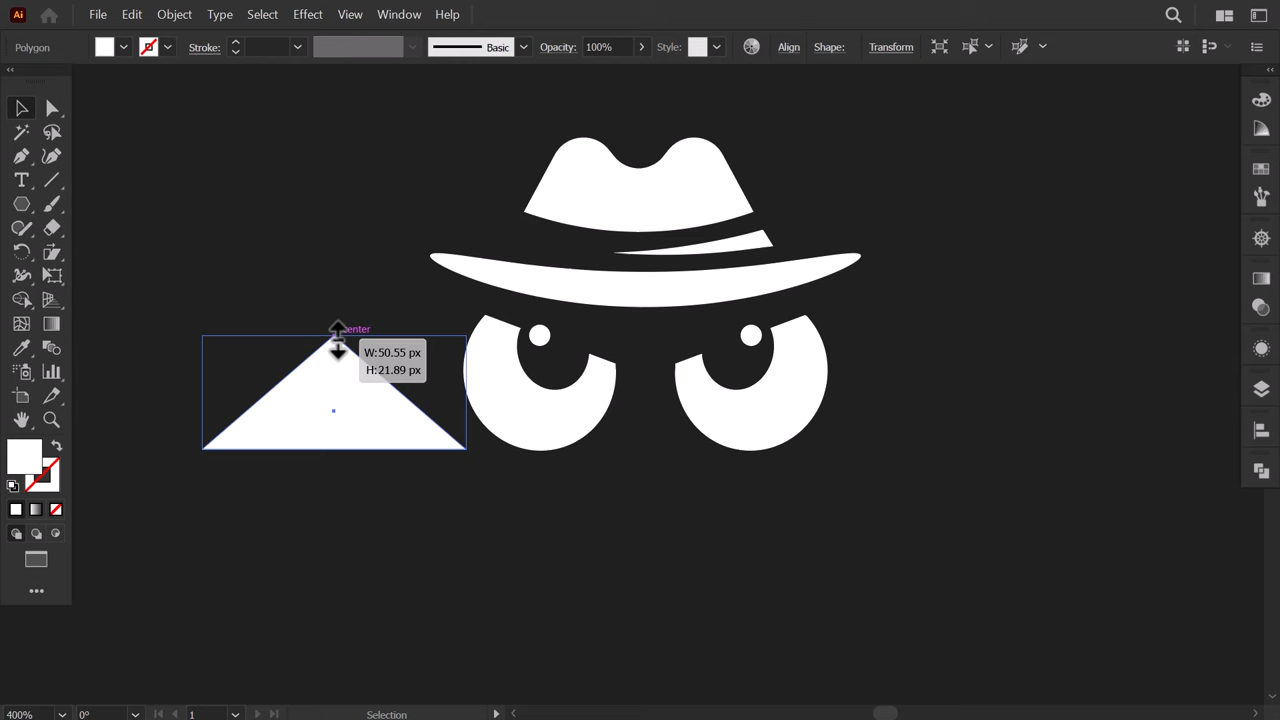 Ai File Edit Object Type Select Effect View Window Help
Polygon Stroke: Basic Opacity: 100% Style: Align Shape: Transform
center
W:50.55 px
H:21.89 px
400% 0° 1 Selection